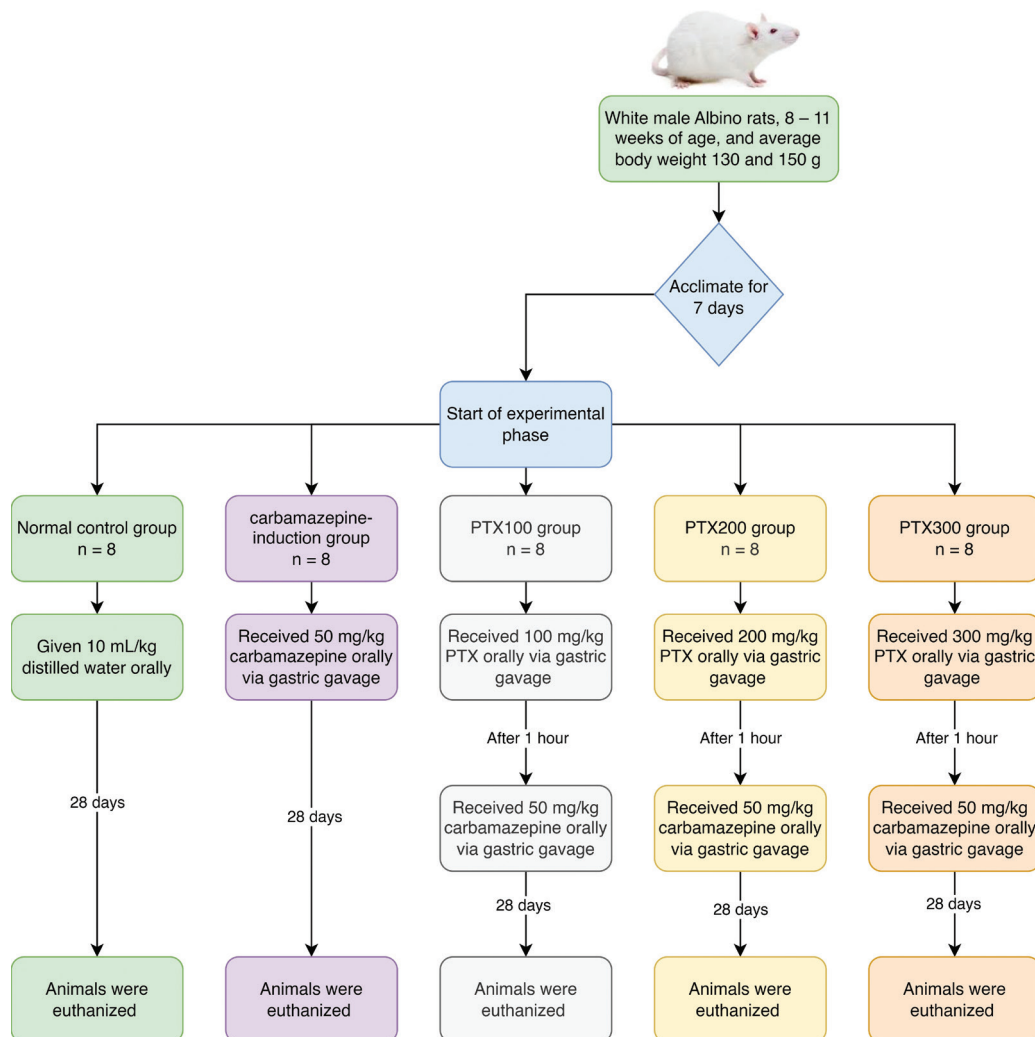 White male Albino rats, 8 – 11
weeks of age, and average
body weight 130 and 150 g
Acclimate for
7 days
Start of experimental
phase
Normal control group
n = 8
carbamazepine-
induction group
n = 8
PTX100 group
n = 8
PTX200 group
n = 8
PTX300 group
n = 8
Given 10 mL/kg
distilled water orally
Received 50 mg/kg
carbamazepine orally
via gastric gavage
Received 100 mg/kg
PTX orally via gastric
gavage
Received 200 mg/kg
PTX orally via gastric
gavage
Received 300 mg/kg
PTX orally via gastric
gavage
After 1 hour
After 1 hour
After 1 hour
28 days
28 days
Received 50 mg/kg
carbamazepine orally
via gastric gavage
Received 50 mg/kg
carbamazepine orally
via gastric gavage
Received 50 mg/kg
carbamazepine orally
via gastric gavage
28 days
28 days
28 days
Animals were
euthanized
Animals were
euthanized
Animals were
euthanized
Animals were
euthanized
Animals were
euthanized